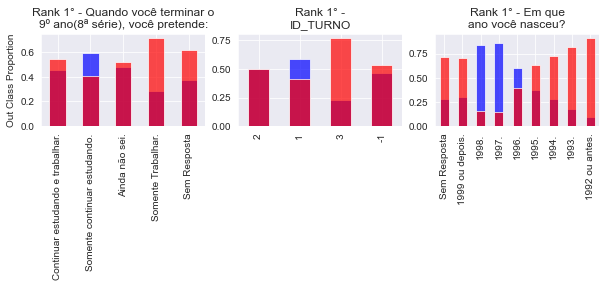 Rank 1° - Quando você terminar o
9º ano(8ª série), você pretende:
Out Class Proportion
0.6
0.4
0.2
0.0
Continuar estudando e trabalhar.
Somente continuar estudando.
Ainda não sei.
Somente Trabalhar.
Sem Resposta
Rank 1° -
ID_TURNO
0.75
0.50
0.25
0.00
2
1
3
-1
Rank 1° - Em que
ano você nasceu?
0.75
0.50
0.25
0.00
Sem Resposta
1999 ou depois.
1998.
1997.
1996.
1995.
1994.
1993.
1992 ou antes.